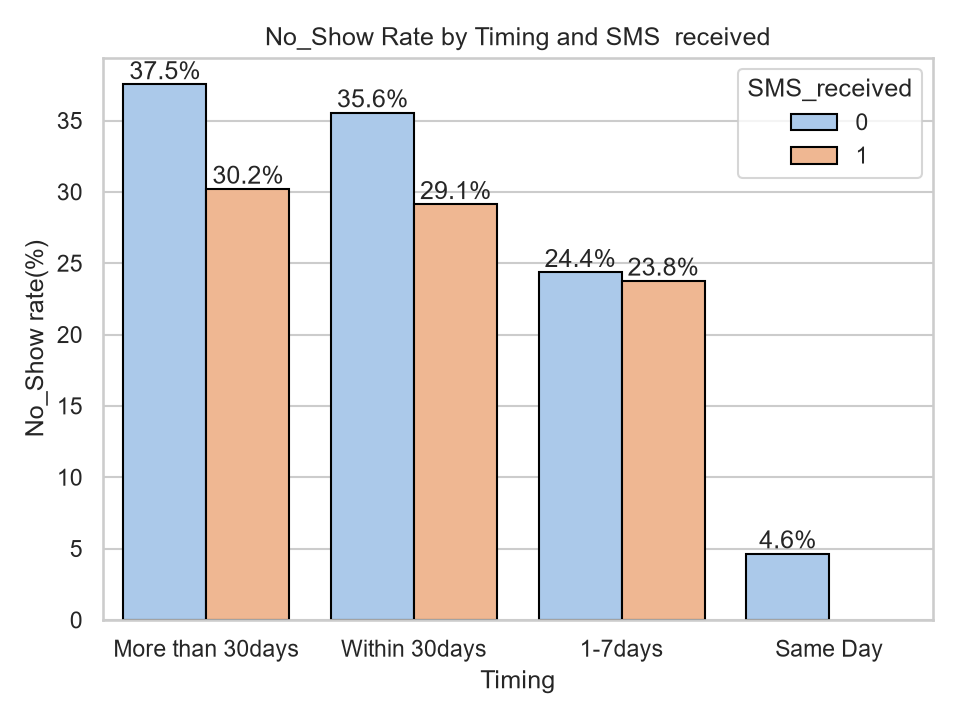 No_Show Rate by Timing and SMS  received
SMS_received
0
1
37.5%
30.2%
35.6%
29.1%
24.4%
23.8%
4.6%
No_Show rate(%)
35
30
25
20
15
10
5
0
More than 30days
Within 30days
1-7days
Same Day
Timing